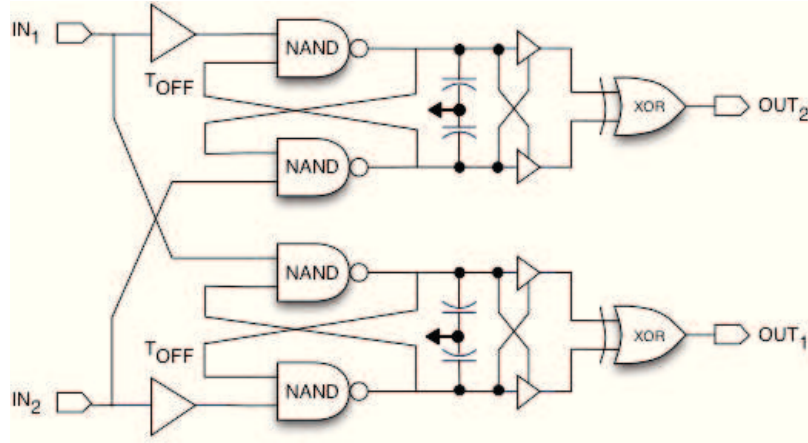 IN1
NAND
TOFF
NAND
XOR
OUT2
NAND
TOFF
NAND
XOR
OUT1
IN2